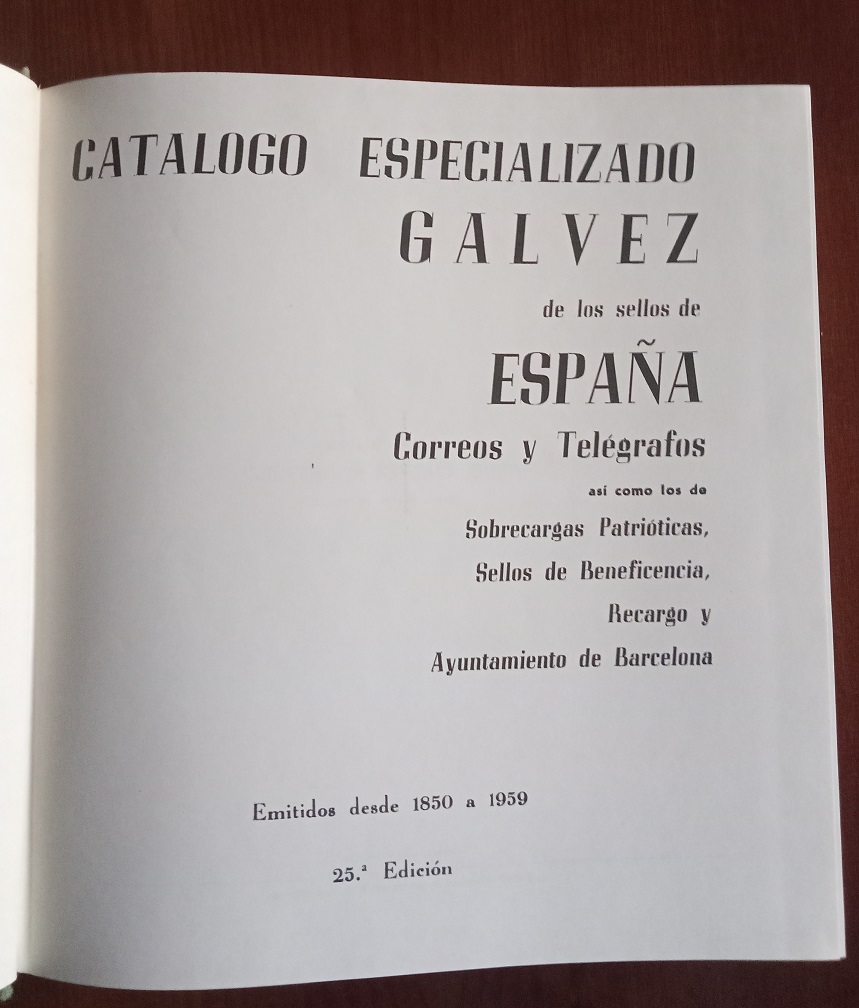 CATALOGO ESPECIALIZADO
GALVEZ
de los sellos de
ESPAÑA
Correos y Telégrafos
así como los de
Sobrecargas Patrióticas,
Sellos de Beneficencia,
Recargo y
Ayuntamiento de Barcelona
Emitidos desde 1850 a 1959
25.ª Edición